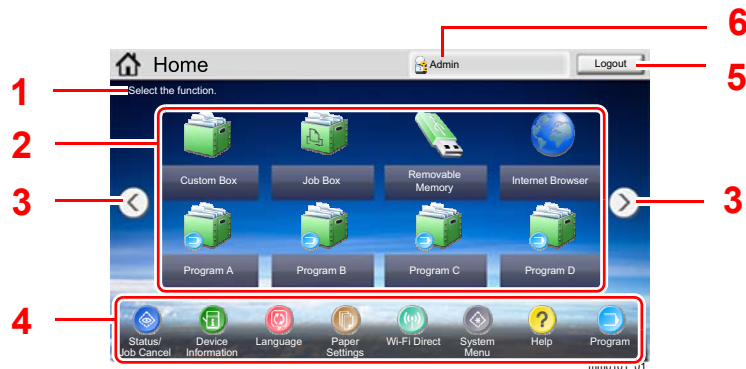 6
Home
Admin
Logout
5
1
Select the function.
2
Custom Box
Job Box
Removable
Memory
Internet Browser
3
3
Program A
Program B
Program C
Program D
4
Status/
Job Cancel
Device
Information
Language
Paper
Settings
Wi-Fi Direct
System
Menu
Help
Program